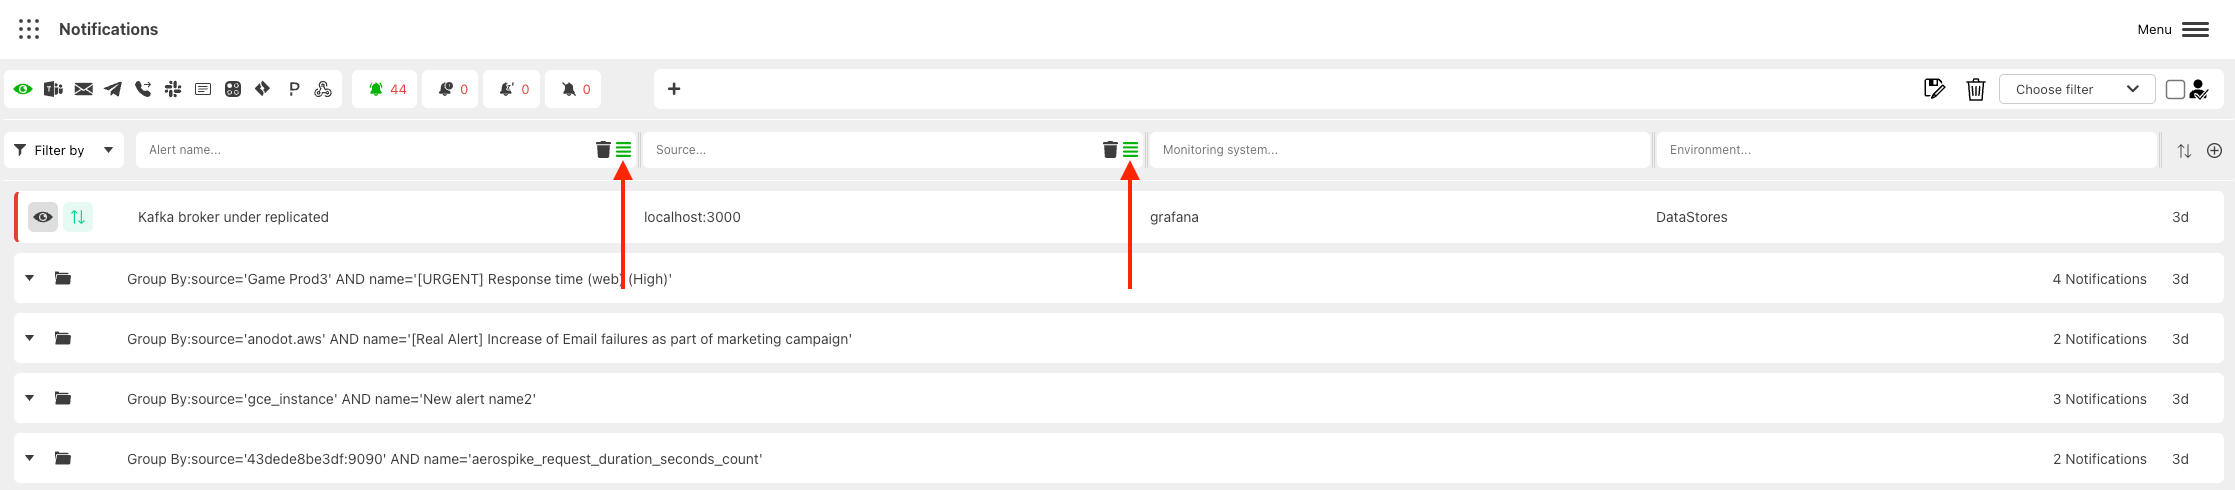 Notifications
Menu
44 0 0 0 + Choose filter
Filter by Alert name... Source... Monitoring system... Environment...
Kafka broker under replicated localhost:3000 grafana DataStores 3d
Group By:source='Game Prod3' AND name='[URGENT] Response time (web) (High)' 4 Notifications 3d
Group By:source='anodot.aws' AND name='[Real Alert] Increase of Email failures as part of marketing campaign' 2 Notifications 3d
Group By:source='gce_instance' AND name='New alert name2' 3 Notifications 3d
Group By:source='43dede8be3df:9090' AND name='aerospike_request_duration_seconds_count' 2 Notifications 3d